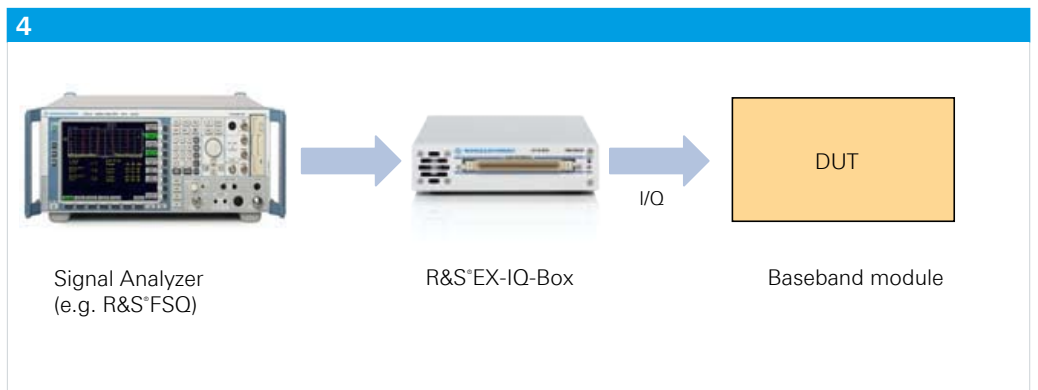 4
I/Q
DUT
Signal Analyzer
(e.g. R&S®FSQ)
R&S®EX-IQ-Box
Baseband module